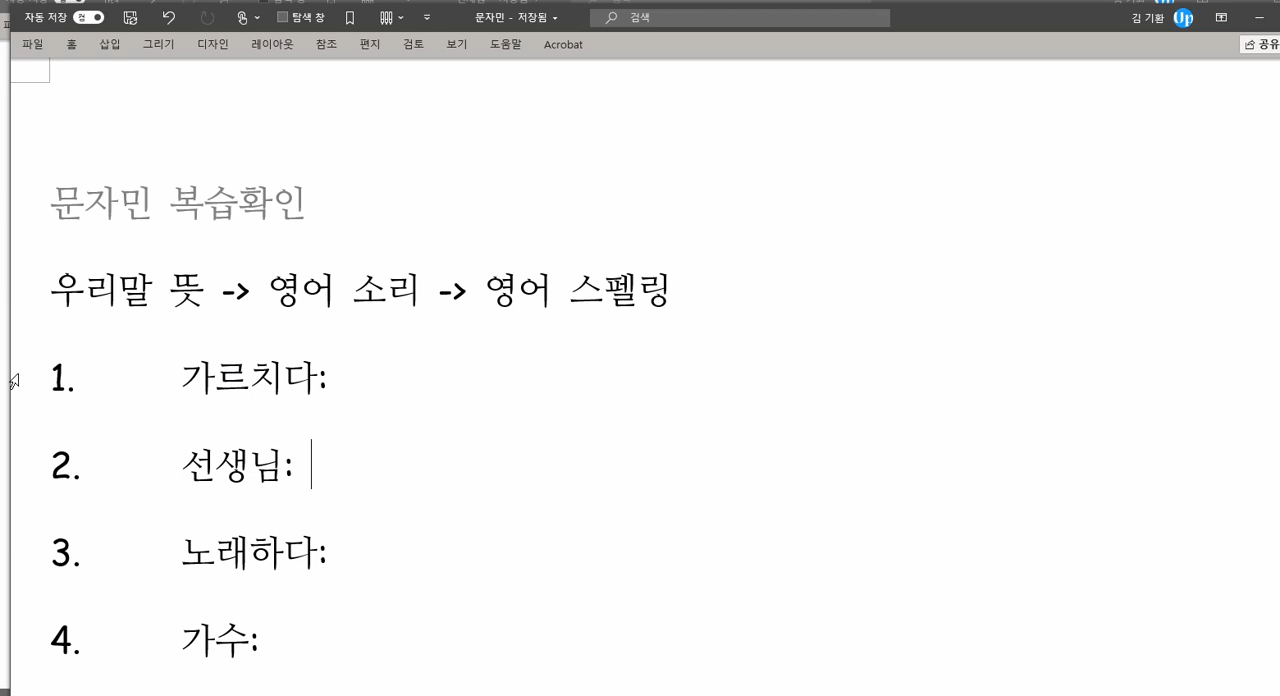 자동 저장 컴 탐색 창 문자민 - 저장됨 검색 김 기환 Up
파일 홈 삽입 그리기 디자인 레이아웃 참조 편지 검토 보기 도움말 Acrobat 공유
문자민 복습확인
우리말 뜻 -> 영어 소리 -> 영어 스펠링
1. 가르치다:
2. 선생님:
3. 노래하다:
4. 가수: